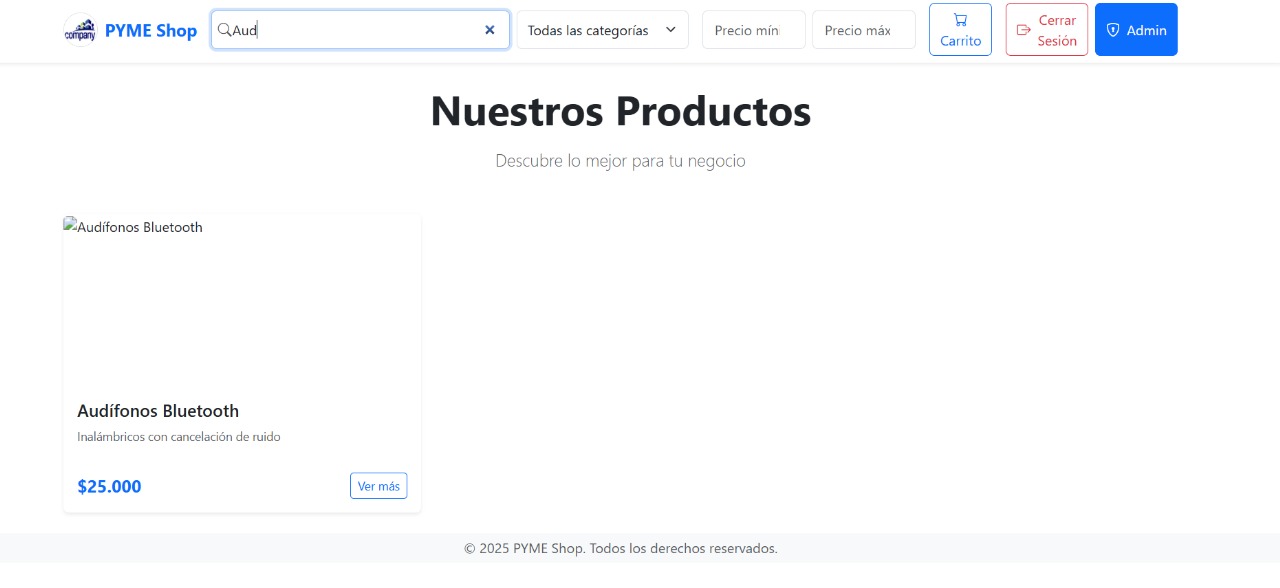 company
PYME Shop
Aud
Todas las categorías
Precio mín
Precio máx
Carrito
Cerrar
Sesión
Admin
Nuestros Productos
Descubre lo mejor para tu negocio
Audífonos Bluetooth
Audífonos Bluetooth
Inalámbricos con cancelación de ruido
$25.000
Ver más
© 2025 PYME Shop. Todos los derechos reservados.